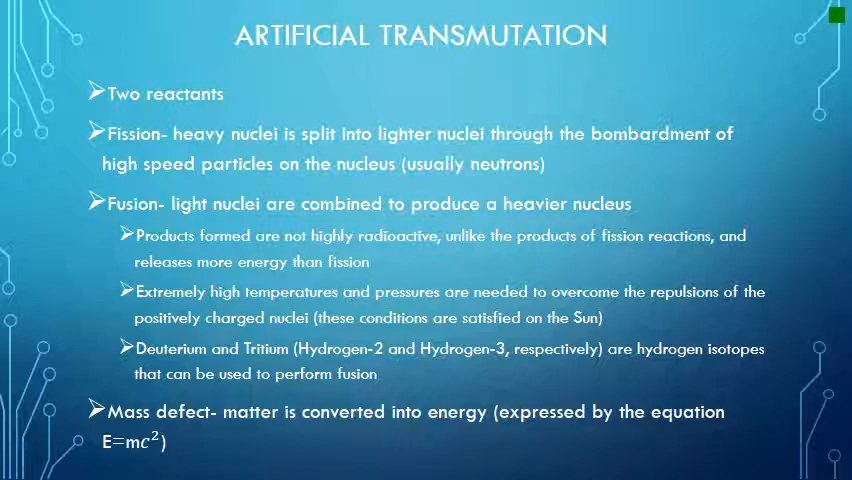 ARTIFICIAL TRANSMUTATION
Two reactants
Fission- heavy nuclei is split into lighter nuclei through the bombardment of
high speed particles on the nucleus (usually neutrons)
Fusion- light nuclei are combined to produce a heavier nucleus
Products formed are not highly radioactive, unlike the products of fission reactions, and
releases more energy than fission
Extremely high temperatures and pressures are needed to overcome the repulsions of the
positively charged nuclei (these conditions are satisfied on the Sun)
Deuterium and Tritium (Hydrogen-2 and Hydrogen-3, respectively) are hydrogen isotopes
that can be used to perform fusion
Mass defect- matter is converted into energy (expressed by the equation
E=mc²)